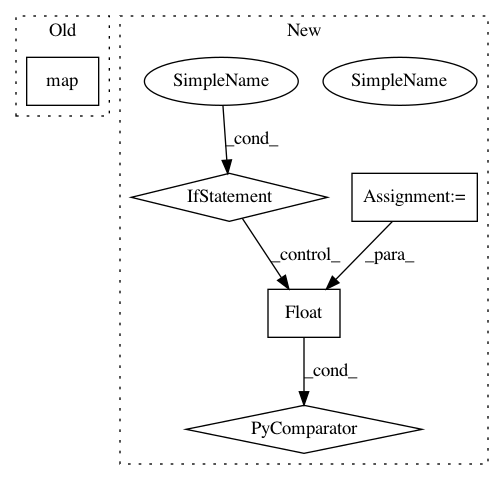 Old
New
map
SimpleName
SimpleName
_cond_
IfStatement
Assignment:=
_control_
_para_
Float
_cond_
PyComparator